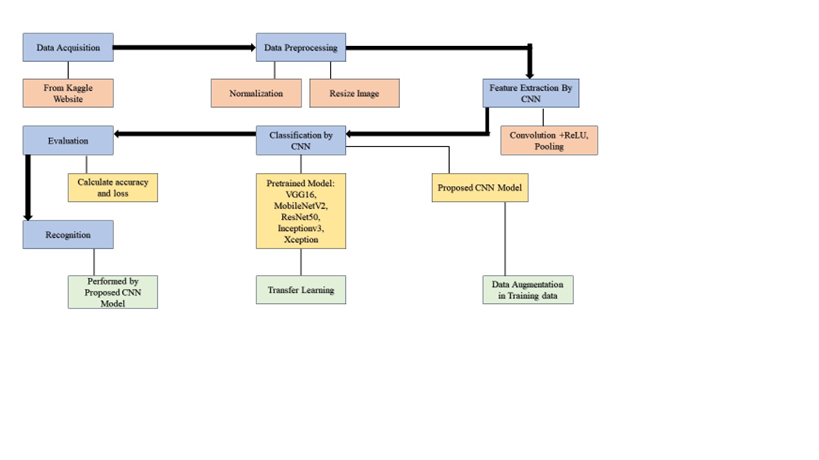 Data Acquisition
Data Preprocessing
From Kaggle
Website
Normalization
Resize Image
Feature Extraction By
CNN
Convolution +ReLU,
Pooling
Evaluation
Classification by
CNN
Calculate accuracy
and loss
Pretrained Model:
VGG16,
MobileNetV2,
ResNet50,
Inceptionv3,
Xception
Proposed CNN Model
Recognition
Performed by
Proposed CNN
Model
Transfer Learning
Data Augmentation
in Training data